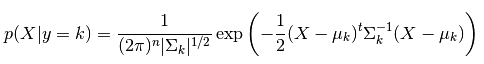 p(X|y = k) = \frac{1}{(2\pi)^n |\Sigma_k|^{1/2}} \exp\left(-\frac{1}{2}(X - \mu_k)^t \Sigma_k^{-1} (X - \mu_k)\right)